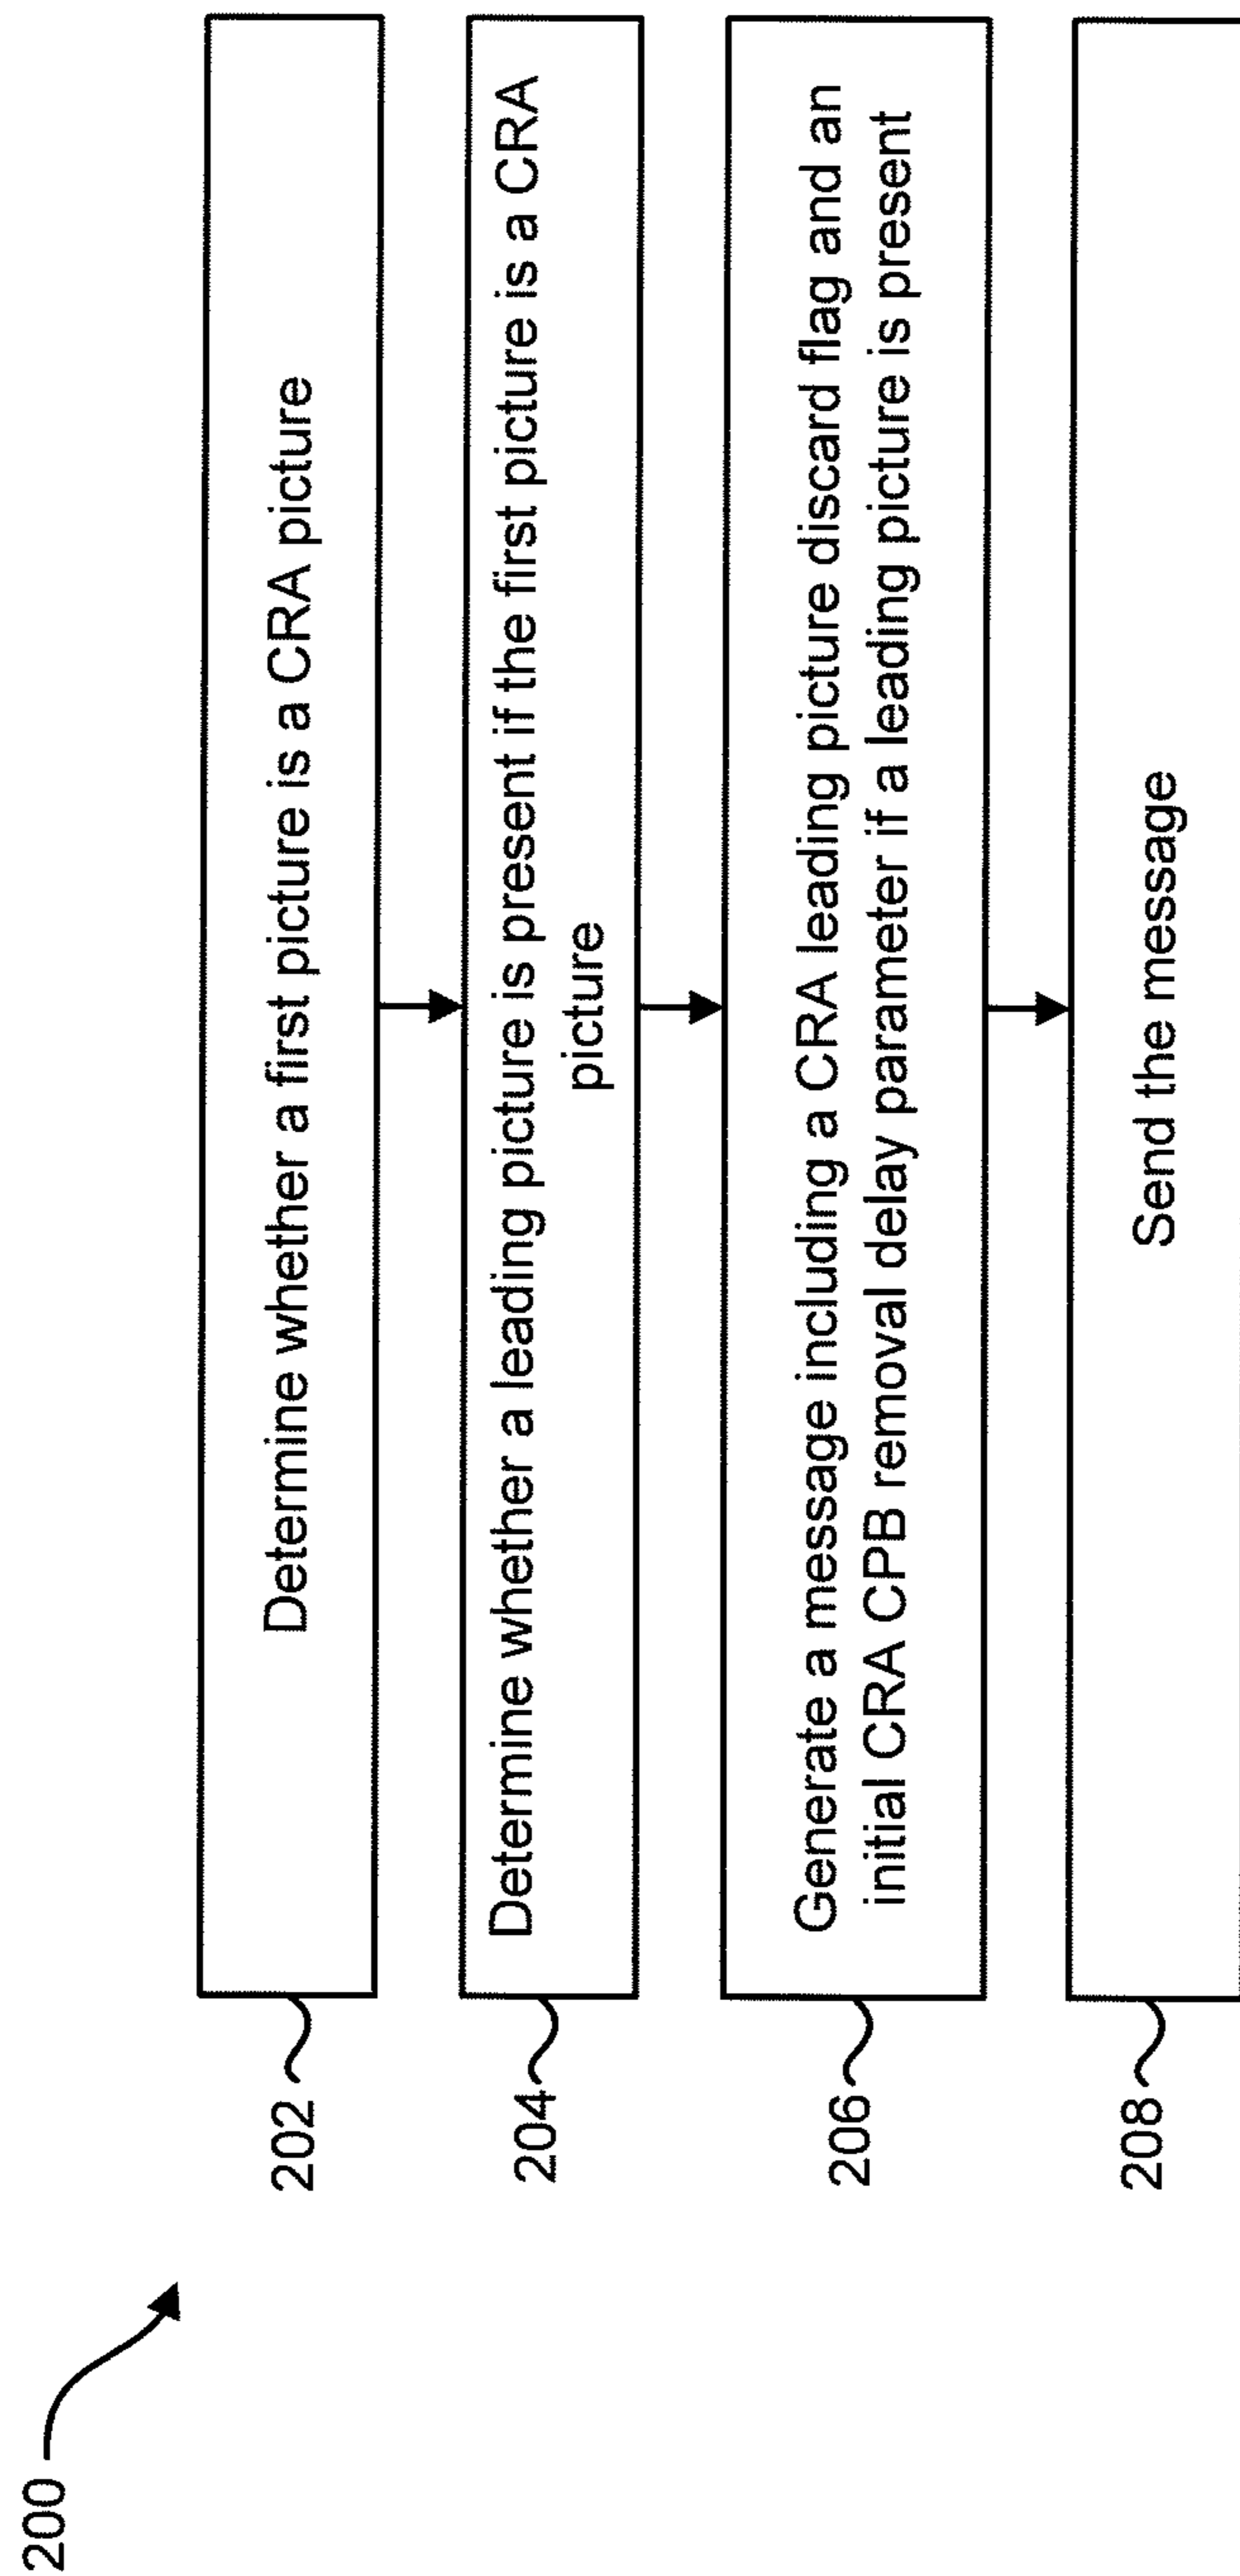 200
202
Determine whether a first picture is a CRA picture
204
Determine whether a leading picture is present if the first picture is a CRA
picture
206
Generate a message including a CRA leading picture discard flag and an
initial CRA CPB removal delay parameter if a leading picture is present
208
Send the message